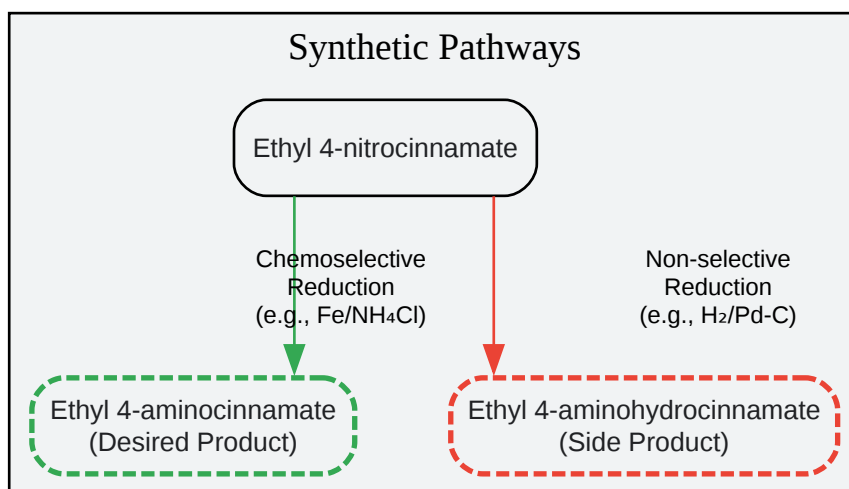 Synthetic Pathways
Ethyl 4-nitrocinnamate
Chemoselective
Reduction
(e.g., Fe/NH₄Cl)
Non-selective
Reduction
(e.g., H₂/Pd-C)
Ethyl 4-aminocinnamate
(Desired Product)
Ethyl 4-aminohydrocinnamate
(Side Product)